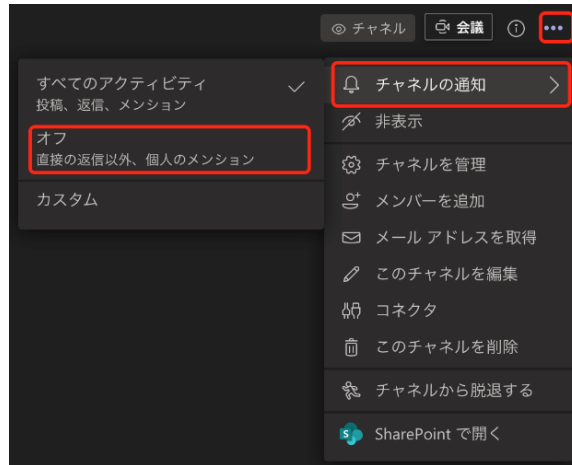 チャネル
会議
すべてのアクティビティ
投稿、返信、メンション
オフ
直接の返信以外、個人のメンション
カスタム
チャネルの通知
非表示
チャネルを管理
メンバーを追加
メール アドレスを取得
このチャネルを編集
コネクタ
このチャネルを削除
チャネルから脱退する
SharePoint で開く